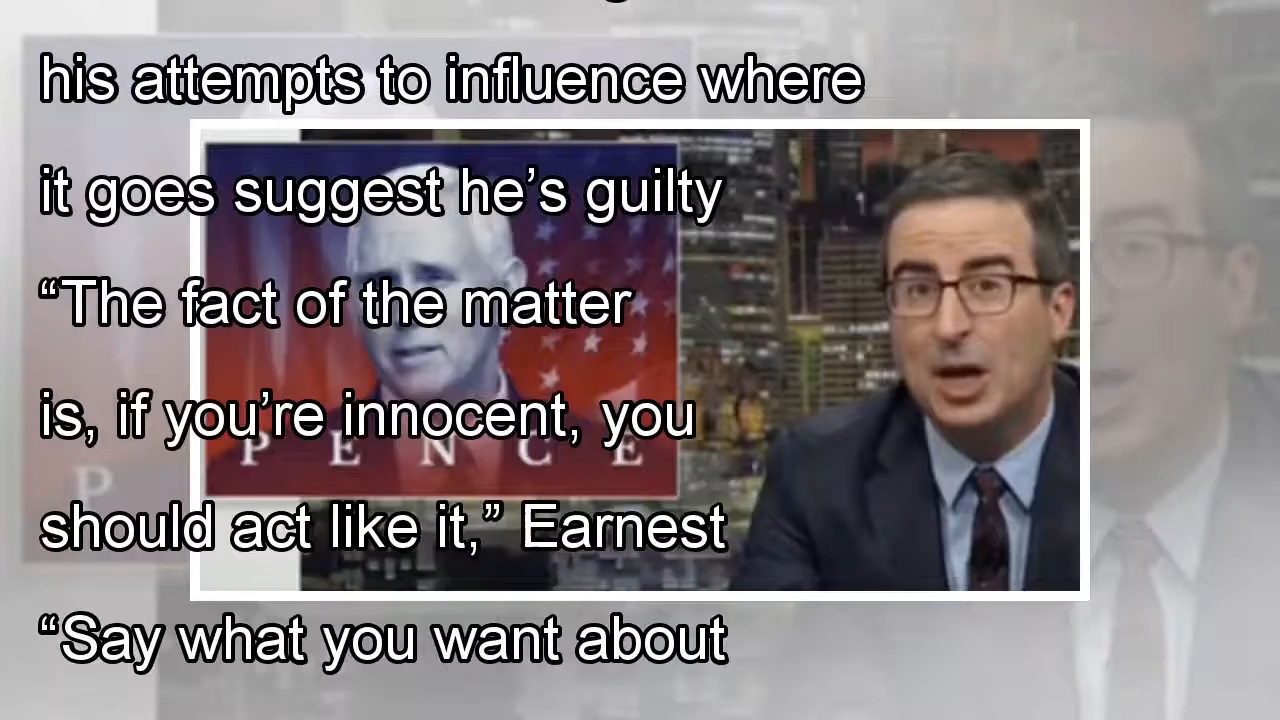 his attempts to influence where
it goes suggest he’s guilty
“The fact of the matter
is, if you’re innocent, you
PENCE
should act like it,” Earnest
“Say what you want about